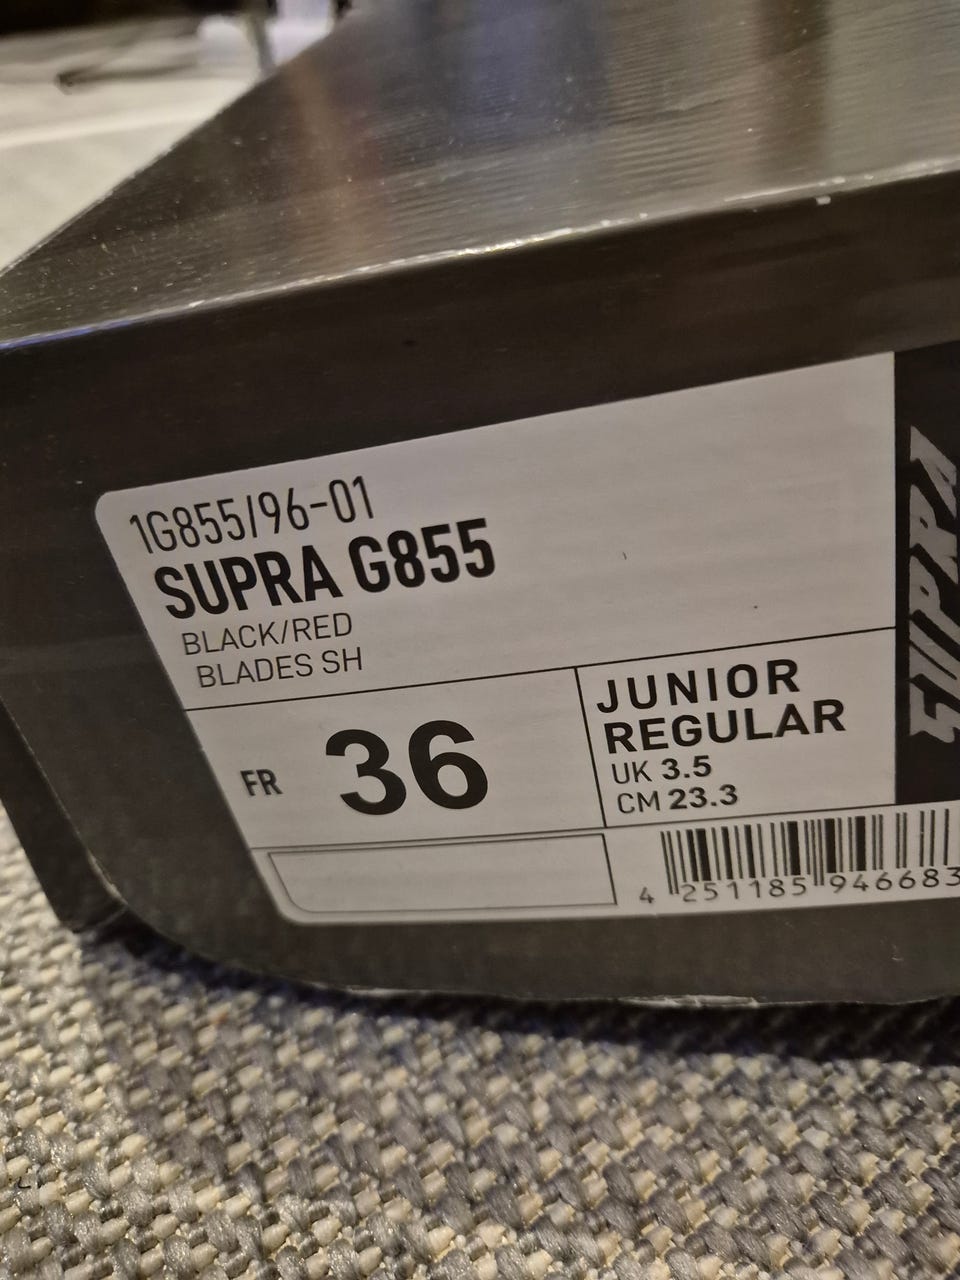 1G855/96-01
SUPRA G855
BLACK/RED
BLADES SH
FR 36
JUNIOR
REGULAR
UK 3.5
CM 23.3
4 251185 946683
SUPRA